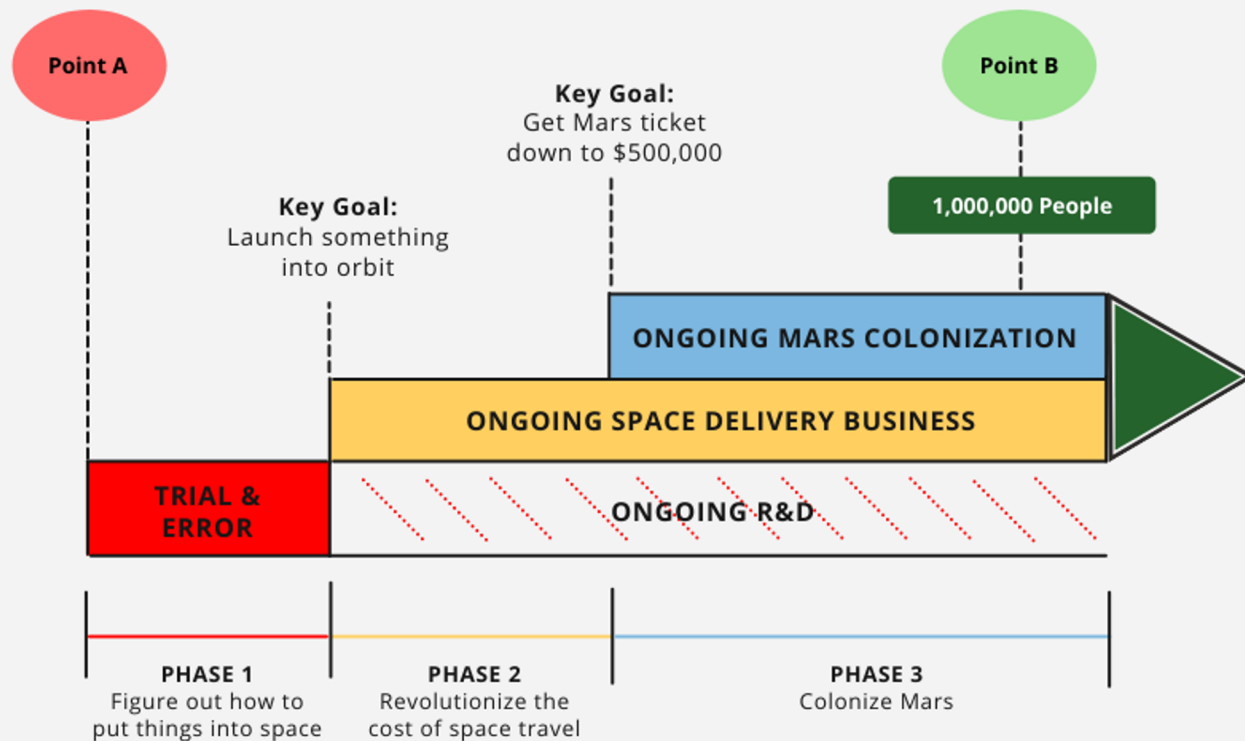 Point A
Point B
Key Goal:
Get Mars ticket
down to $500,000
1,000,000 People
Key Goal:
Launch something
into orbit
ONGOING MARS COLONIZATION
ONGOING SPACE DELIVERY BUSINESS
TRIAL &
ERROR
ONGOING R&D
PHASE 1
Figure out how to
put things into space
PHASE 2
Revolutionize the
cost of space travel
PHASE 3
Colonize Mars